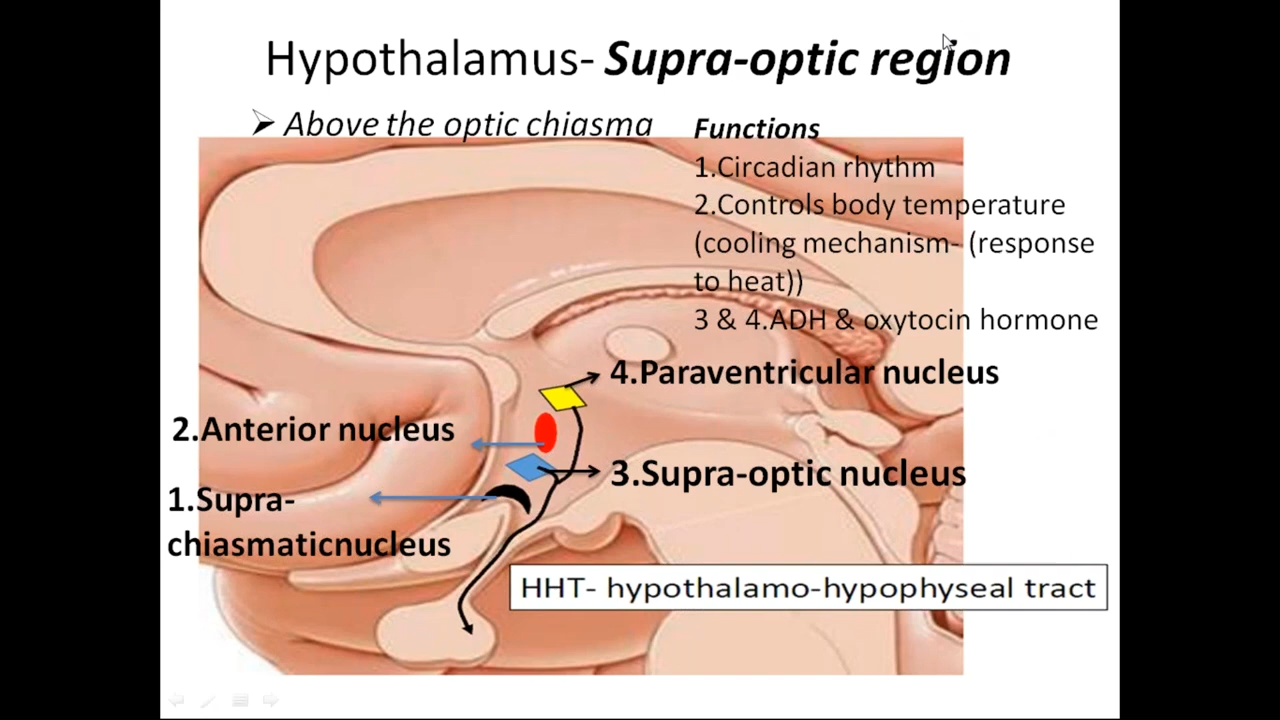 Hypothalamus- Supra-optic region
Above the optic chiasma
Functions
1.Circadian rhythm
2.Controls body temperature
(cooling mechanism- (response
to heat))
3 & 4.ADH & oxytocin hormone
4.Paraventricular nucleus
2.Anterior nucleus
3.Supra-optic nucleus
1.Supra-
chiasmaticnucleus
HHT- hypothalamo-hypophyseal tract